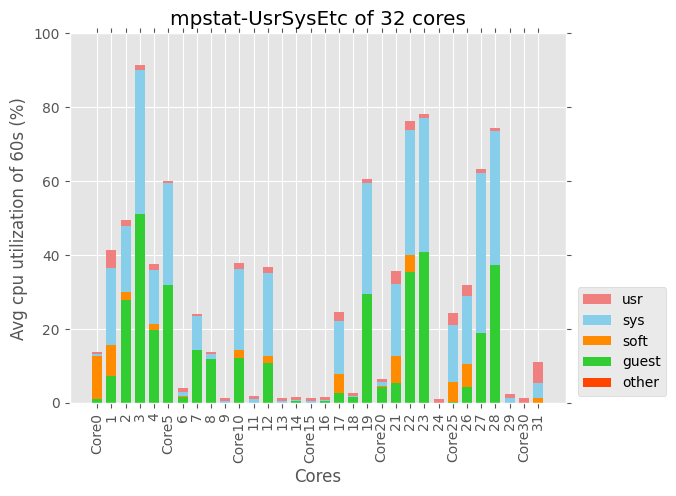 mpstat-UsrSysEtc of 32 cores
Avg cpu utilization of 60s (%)
100
80
60
40
20
0
Core0
1
2
3
4
Core5
6
7
8
9
Core10
11
12
13
14
Core15
16
17
18
19
Core20
21
22
23
24
Core25
26
27
28
29
Core30
31
Cores
usr
sys
soft
guest
other